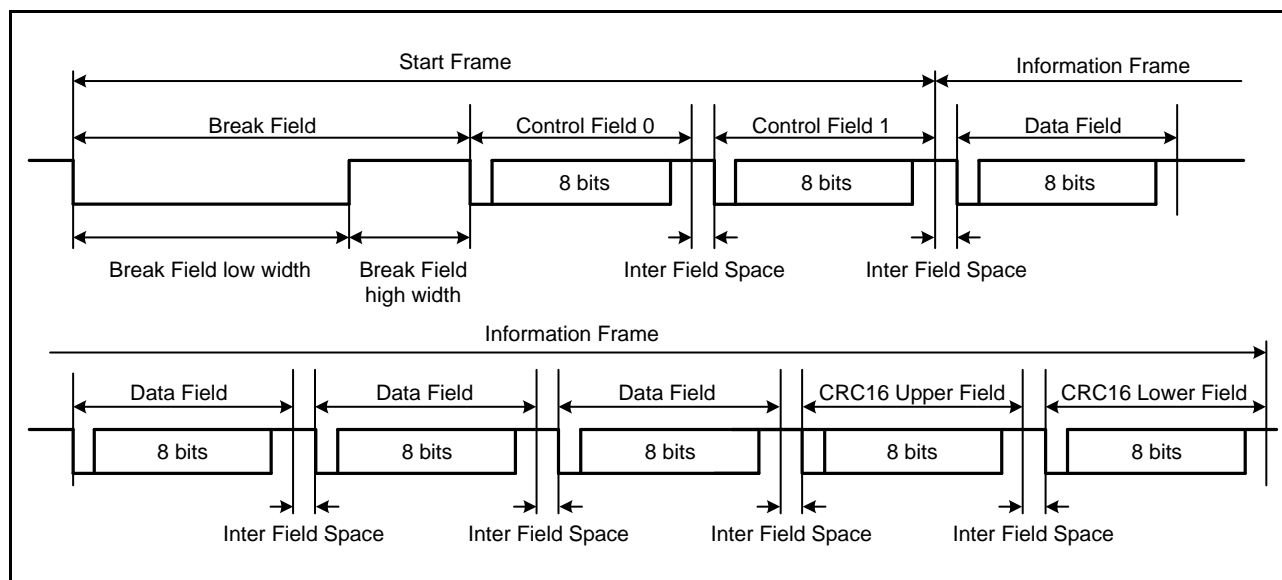 Start Frame
Information Frame
Break Field
Control Field 0
Control Field 1
Data Field
8 bits
8 bits
8 bits
Break Field low width
Break Field
high width
Inter Field Space
Inter Field Space
Information Frame
Data Field
Data Field
Data Field
CRC16 Upper Field
CRC16 Lower Field
8 bits
8 bits
8 bits
8 bits
8 bits
Inter Field Space
Inter Field Space
Inter Field Space
Inter Field Space